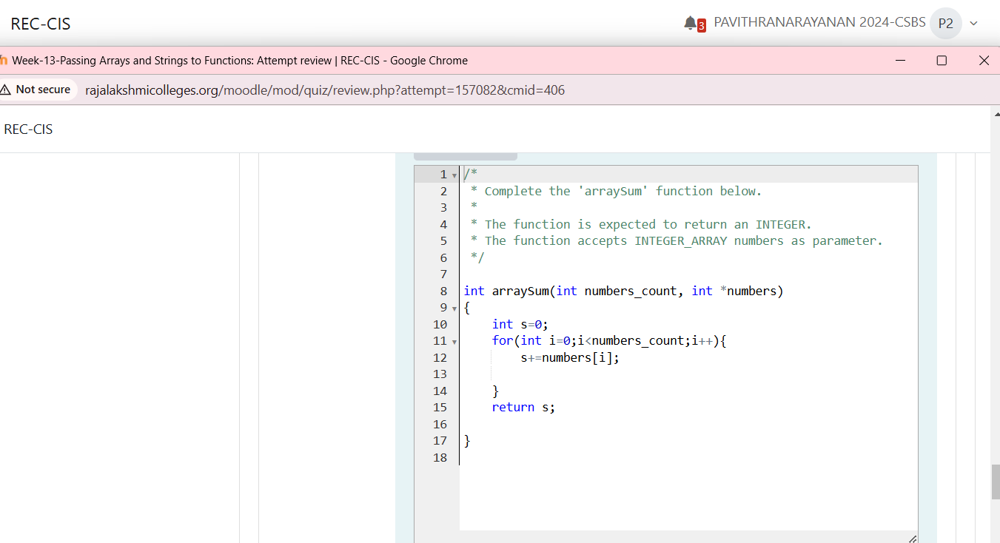 REC-CIS
3 PAVITHRANARAYANAN 2024-CSBS P2
Week-13-Passing Arrays and Strings to Functions: Attempt review | REC-CIS - Google Chrome
Not secure rajalakshmicolleges.org/moodle/mod/quiz/review.php?attempt=157082&cmid=406
REC-CIS
1 /*
2 * Complete the 'arraySum' function below.
3 *
4 * The function is expected to return an INTEGER.
5 * The function accepts INTEGER_ARRAY numbers as parameter.
6 */
7
8 int arraySum(int numbers_count, int *numbers)
9 {
10 int s=0;
11 for(int i=0;i<numbers_count;i++){
12 s+=numbers[i];
13
14 }
15 return s;
16
17 }
18